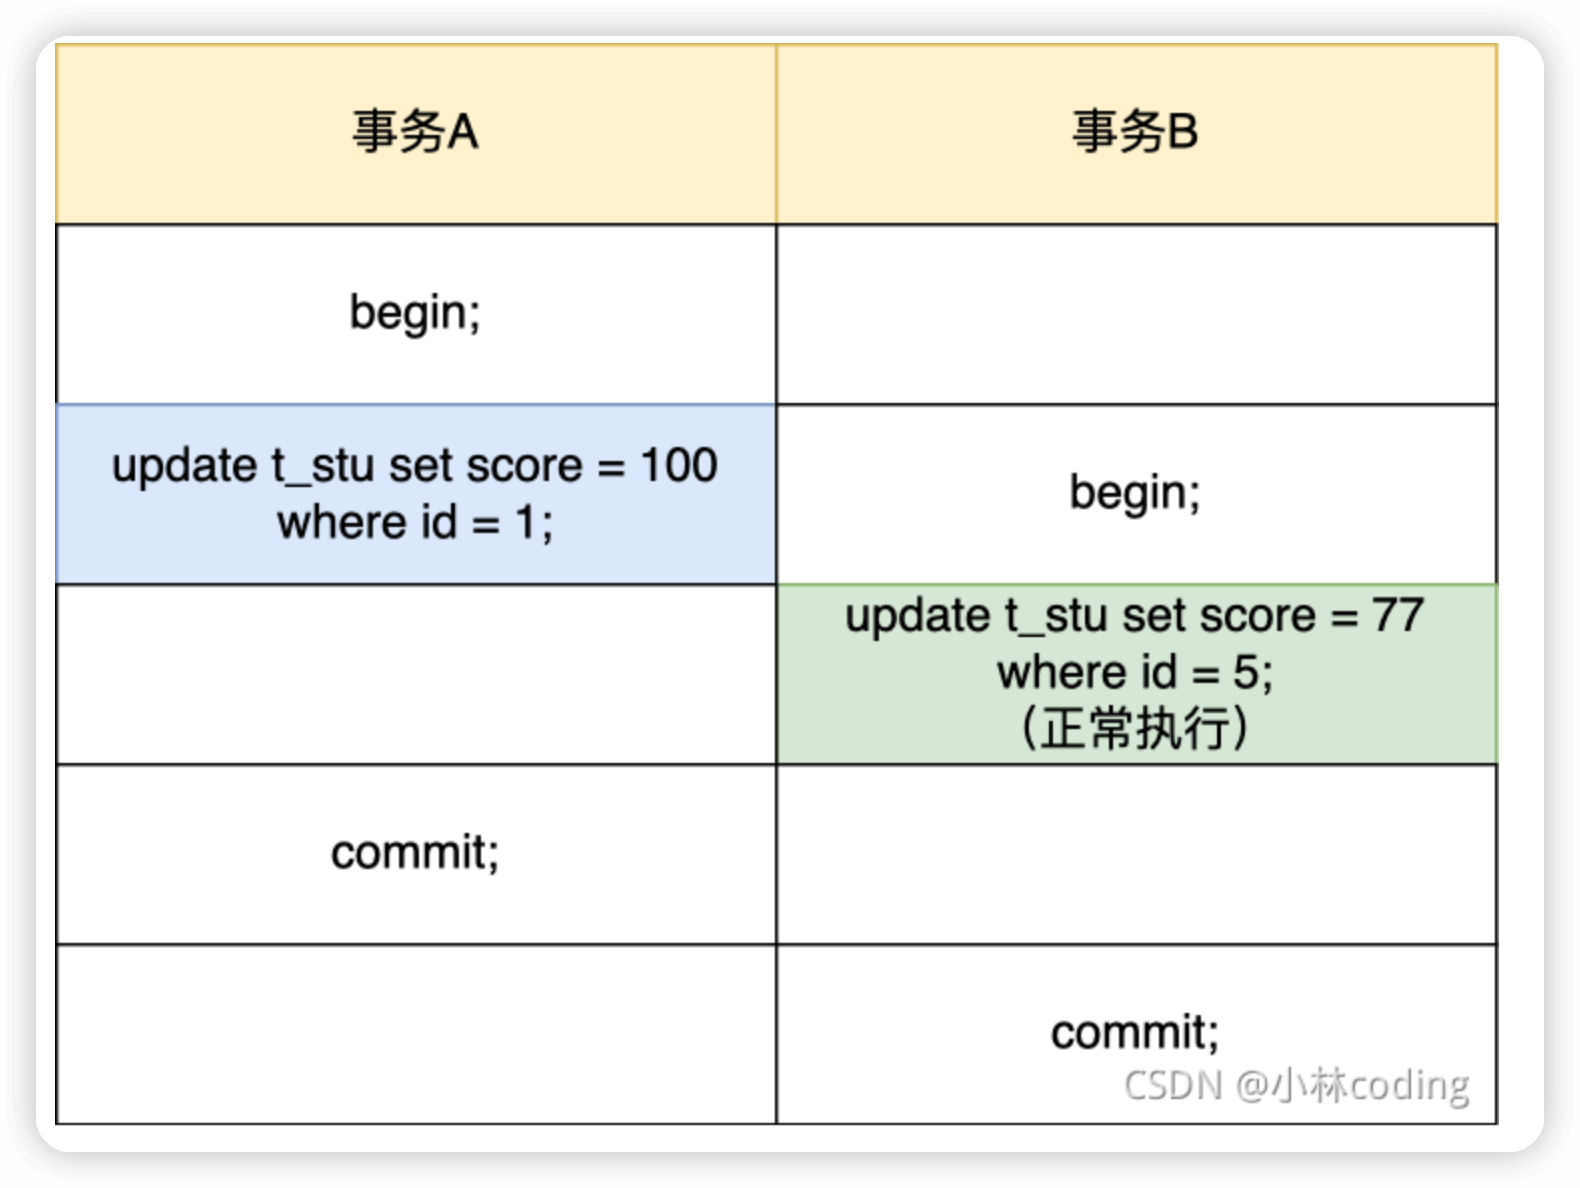 事务A
事务B
begin;
update t_stu set score = 100
where id = 1;
begin;
update t_stu set score = 77
where id = 5;
（正常执行）
commit;
commit;
CSDN @小林coding